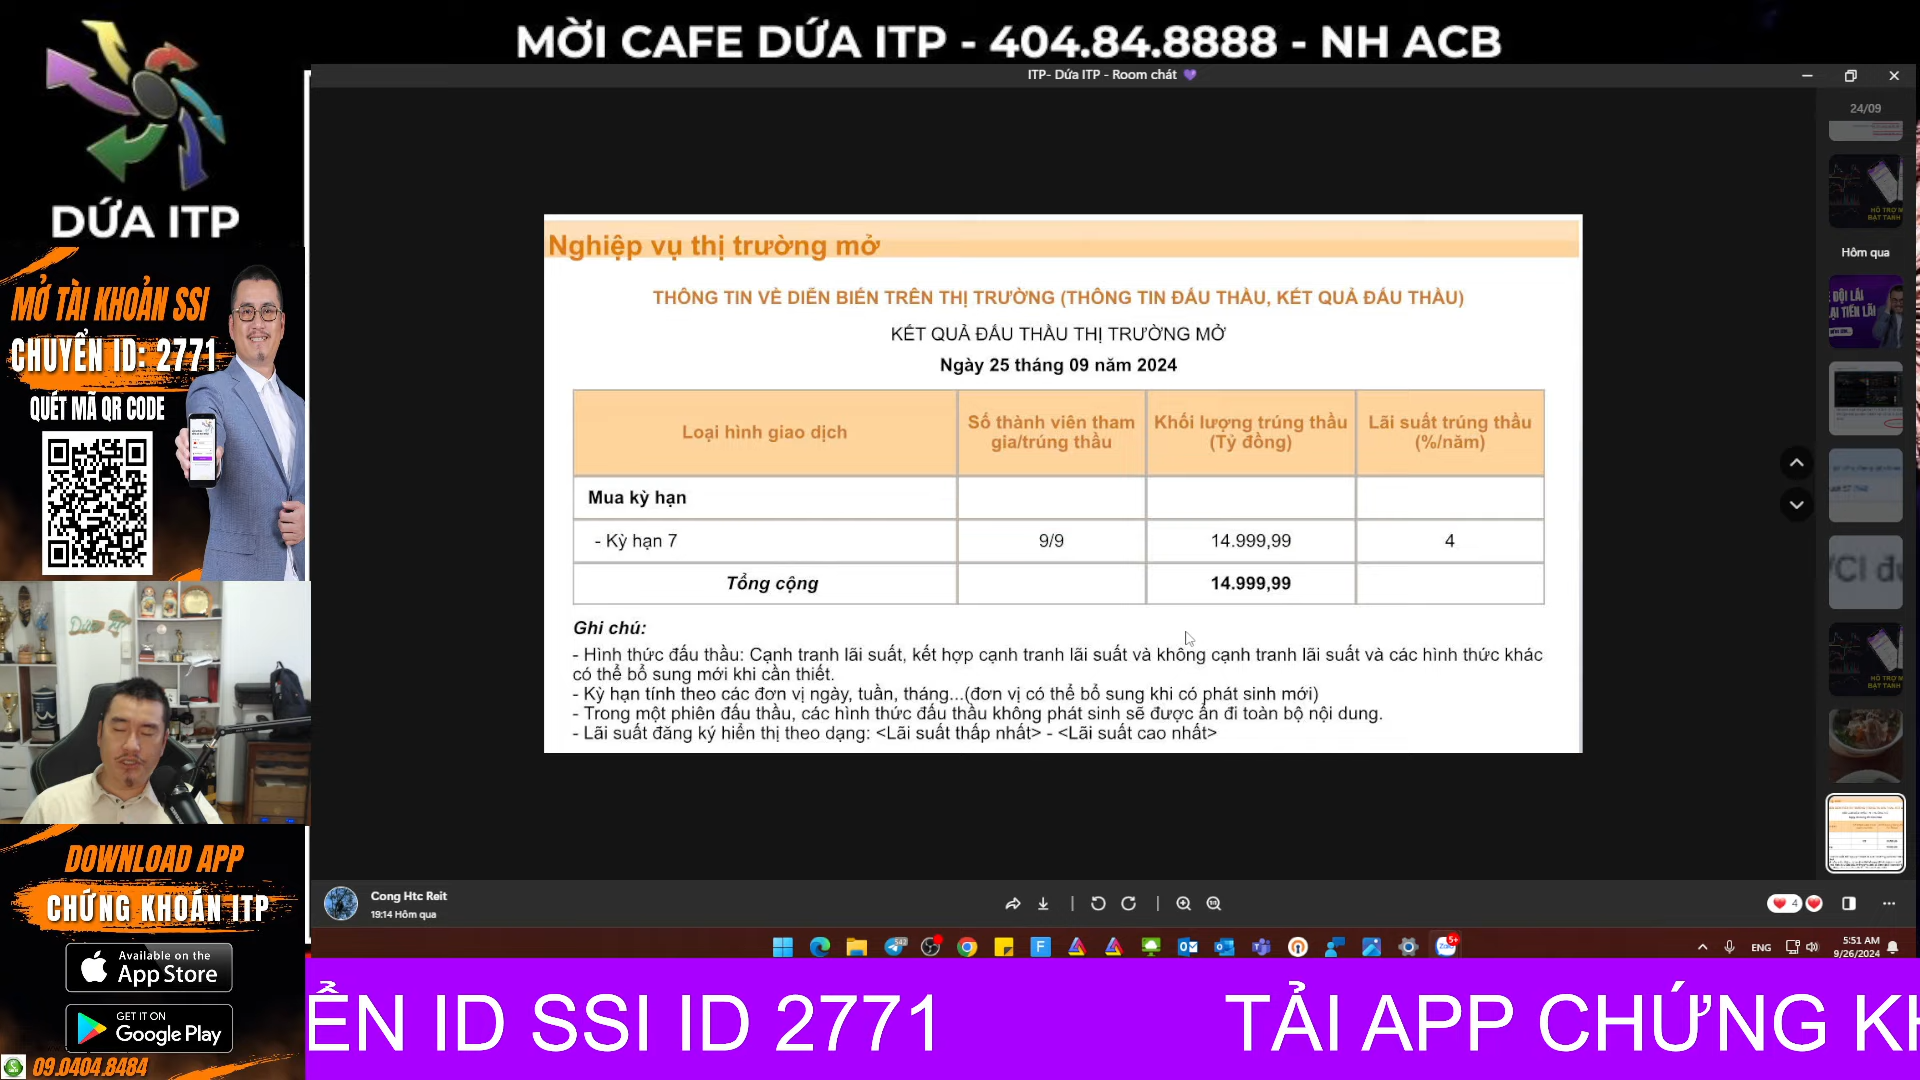 MỜI CAFE DỨA ITP - 404.84.8888 - NH ACB
ITP- Dứa ITP - Room chát 💜
DỨA ITP
MỞ TÀI KHOẢN SSI
CHUYỂN ID: 2771
QUÉT MÃ QR CODE
24/09
Hôm qua
Nghiệp vụ thị trường mở
THÔNG TIN VỀ DIỄN BIẾN TRÊN THỊ TRƯỜNG (THÔNG TIN ĐẤU THẦU, KẾT QUẢ ĐẤU THẦU)
KẾT QUẢ ĐẤU THẦU THỊ TRƯỜNG MỞ
Ngày 25 tháng 09 năm 2024
Loại hình giao dịch
Số thành viên tham gia/trúng thầu
Khối lượng trúng thầu (Tỷ đồng)
Lãi suất trúng thầu (%/năm)
Mua kỳ hạn
- Kỳ hạn 7 9/9 14.999,99 4
Tổng cộng 14.999,99
Ghi chú:
- Hình thức đấu thầu: Cạnh tranh lãi suất, kết hợp cạnh tranh lãi suất và không cạnh tranh lãi suất và các hình thức khác
có thể bổ sung mới khi cần thiết.
- Kỳ hạn tính theo các đơn vị ngày, tuần, tháng...(đơn vị có thể bổ sung khi có phát sinh mới)
- Trong một phiên đấu thầu, các hình thức đấu thầu không phát sinh sẽ được ẩn đi toàn bộ nội dung.
- Lãi suất đăng ký hiển thị theo dạng: <Lãi suất thấp nhất> - <Lãi suất cao nhất>
DOWNLOAD APP
CHỨNG KHOÁN ITP
Available on the
App Store
GET IT ON
Google Play
09.0404.8484
Cong Htc Reit
19:14 Hôm qua
4
ENG
5:51 AM
9/26/2024
ỂN ID SSI ID 2771
TẢI APP CHỨNG KH